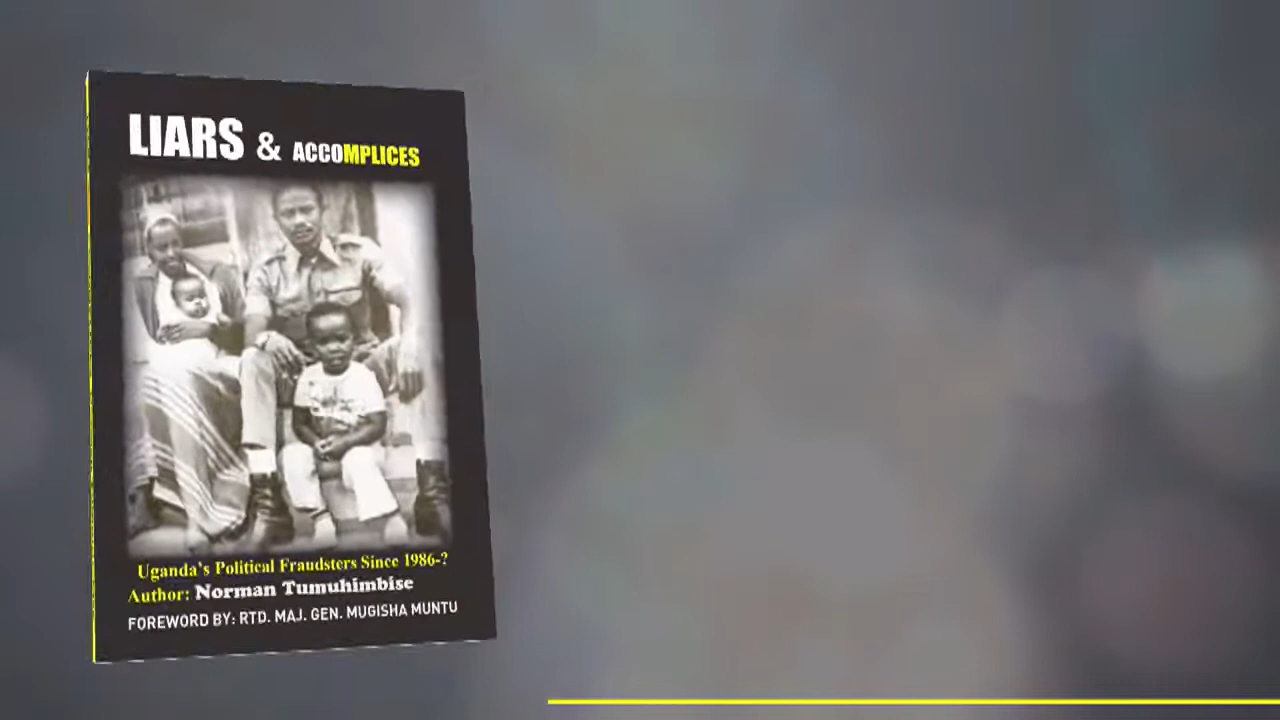 LIARS & ACCOMPLICES
Uganda's Political Fraudsters Since 1986-?
Author: Norman Tumuhimbise
FOREWORD BY: RTD. MAJ. GEN. MUGISHA MUNTU